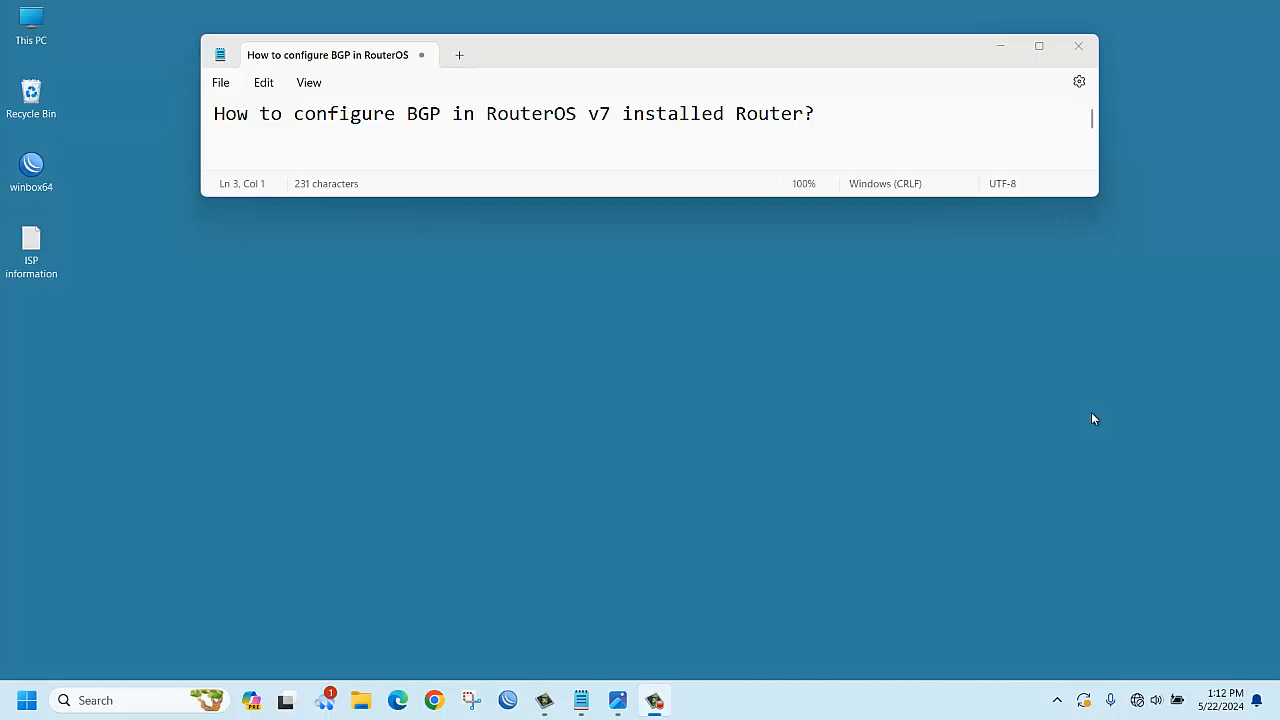 This PC
Recycle Bin
winbox64
ISP
information
How to configure BGP in RouterOS
File Edit View
How to configure BGP in RouterOS v7 installed Router?
Ln 3, Col 1 231 characters 100% Windows (CRLF) UTF-8
Search
PRE
1
1:12 PM
5/22/2024